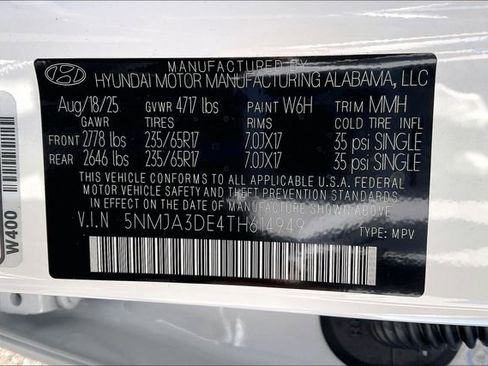 MANUFACTURED BY
HYUNDAI MOTOR MANUFACTURING ALABAMA, LLC
Aug/18/25 GVWR 4717 lbs PAINT W6H TRIM MMH
GAWR TIRES RIMS COLD TIRE INFL
FRONT 2778 lbs 235/65R17 7.0JX17 35 psi SINGLE
REAR 2646 lbs 235/65R17 7.0JX17 35 psi SINGLE
THIS VEHICLE CONFORMS TO ALL APPLICABLE U.S.A. FEDERAL
MOTOR VEHICLE SAFETY AND THEFT PREVENTION STANDARDS
IN EFFECT ON THE DATE OF MANUFACTURE SHOWN ABOVE.
V.I.N 5NMJA3DE4TH614949
TYPE: MPV
W400